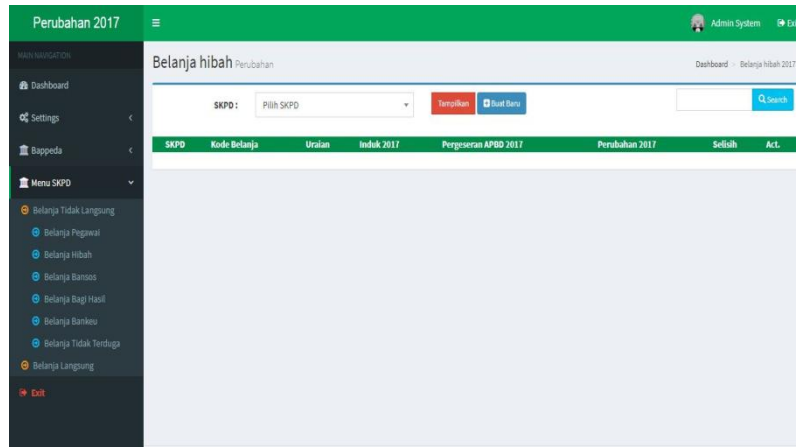 Perubahan 2017
Admin System
MAIN NAVIGATION
Dashboard
Settings
Bappeda
Menu SKPD
Belanja Tidak Langsung
Belanja Pegawai
Belanja Hibah
Belanja Bansos
Belanja Bagi Hasil
Belanja Bankeu
Belanja Tidak Terduga
Belanja Langsung
Exit
Belanja hibah Perubahan
Dashboard > Belanja hibah 2017
SKPD : Pilih SKPD Tampilkan Buat Baru Search
SKPD Kode Belanja Uraian Induk 2017 Pergeseran APBD 2017 Perubahan 2017 Selisih Act.